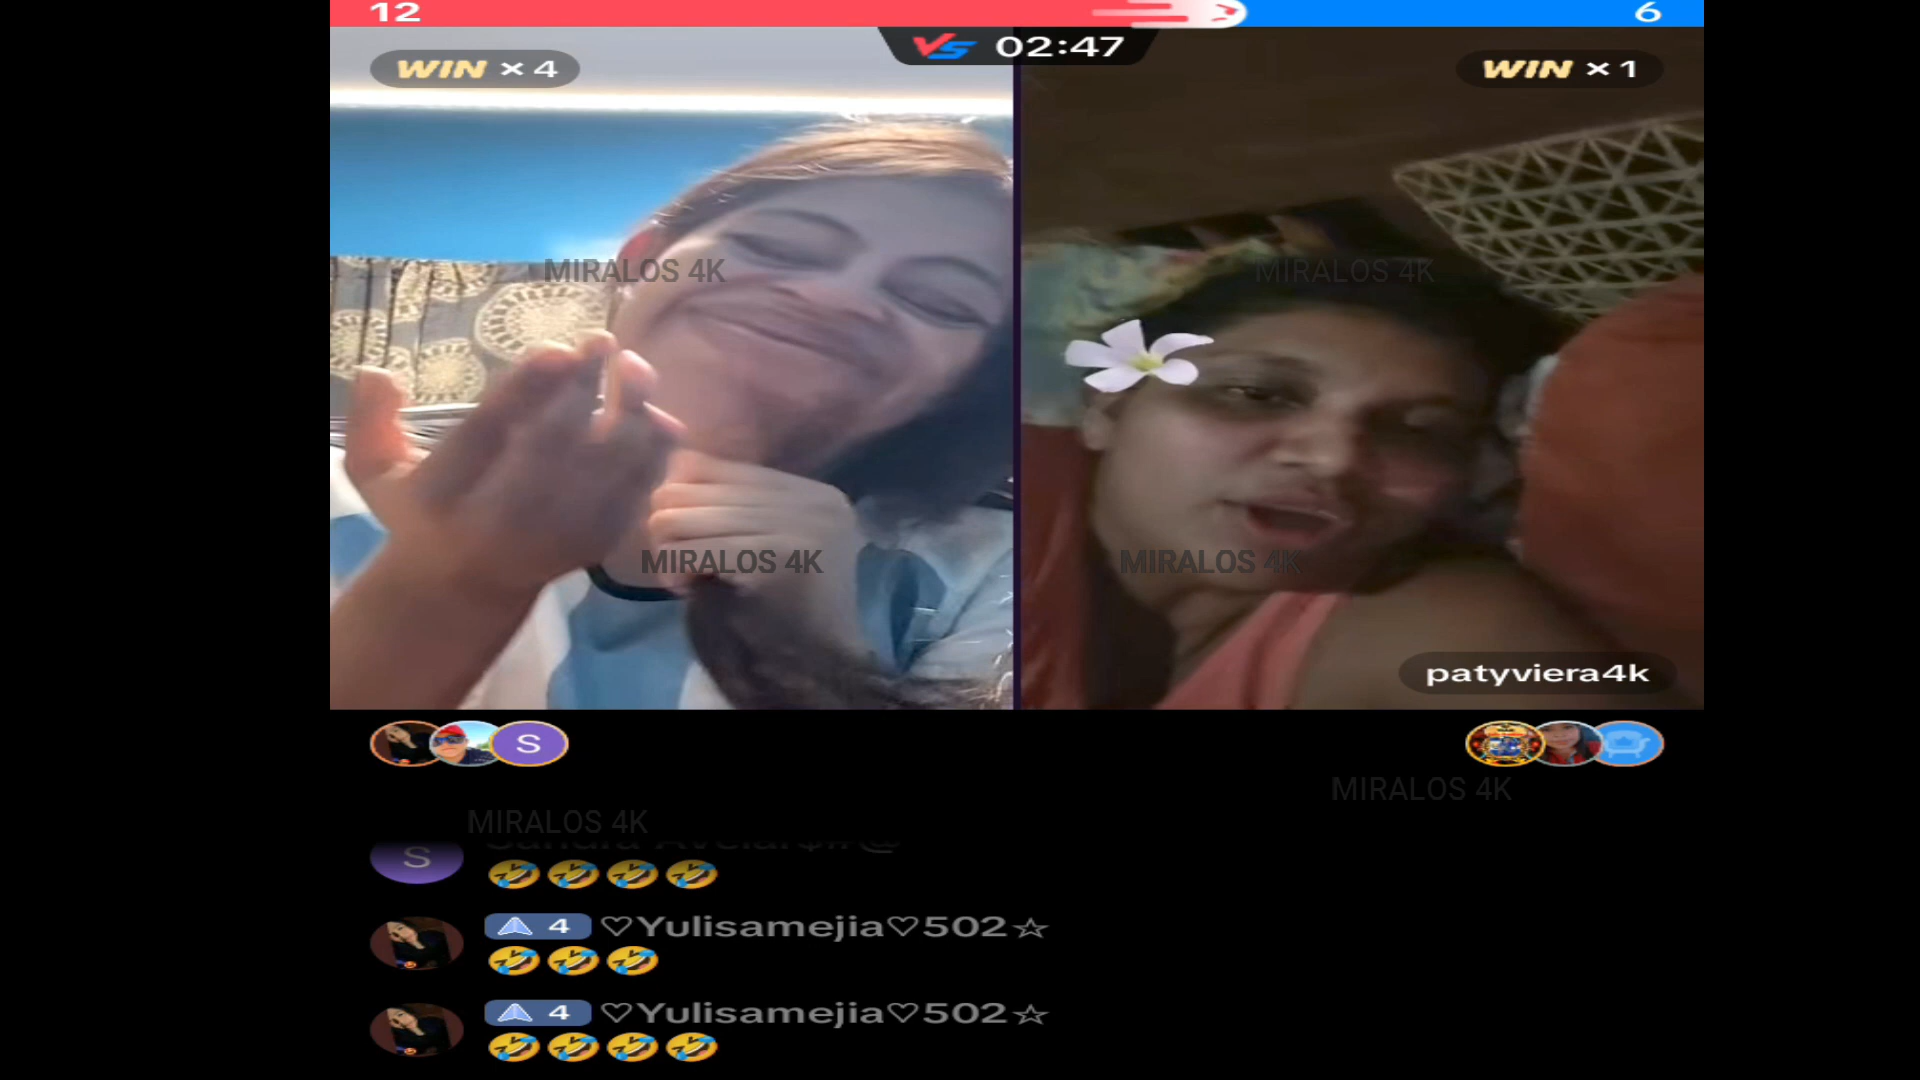 12
6
VS 02:47
WIN × 4
WIN × 1
MIRALOS 4K
MIRALOS 4K
MIRALOS 4K
MIRALOS 4K
patyviera4k
S
MIRALOS 4K
MIRALOS 4K
S
🤣🤣🤣🤣
4 ♡Yulisamejia♡502☆
🤣🤣🤣
4 ♡Yulisamejia♡502☆
🤣🤣🤣🤣